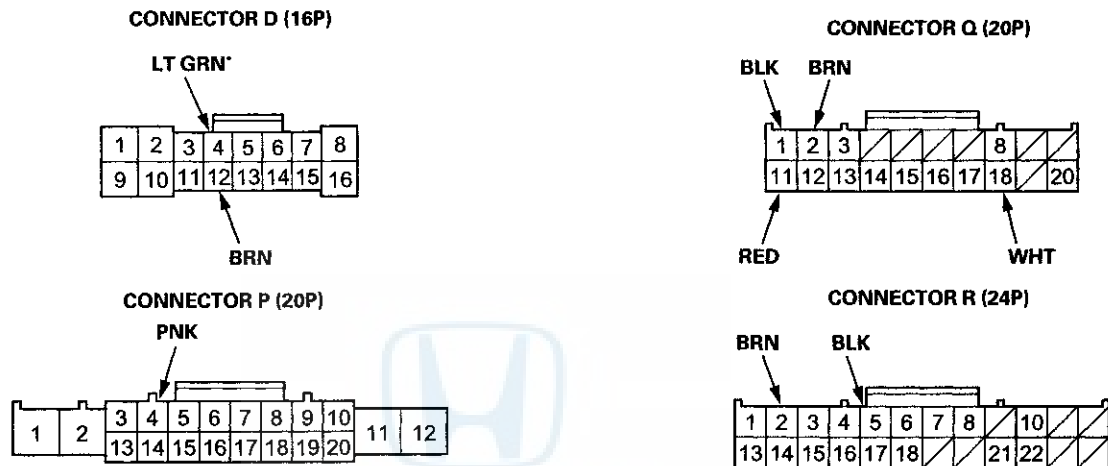 CONNECTOR D (16P)
LT GRN*
1 2 3 4 5 6 7 8
9 10 11 12 13 14 15 16
BRN
CONNECTOR Q (20P)
BLK BRN
1 2 3 8
11 12 13 14 15 16 17 18 20
RED WHT
CONNECTOR P (20P)
PNK
1 2 3 4 5 6 7 8 9 10 11 12
13 14 15 16 17 18 19 20
CONNECTOR R (24P)
BRN BLK
1 2 3 4 5 6 7 8 10
13 14 15 16 17 18 21 22